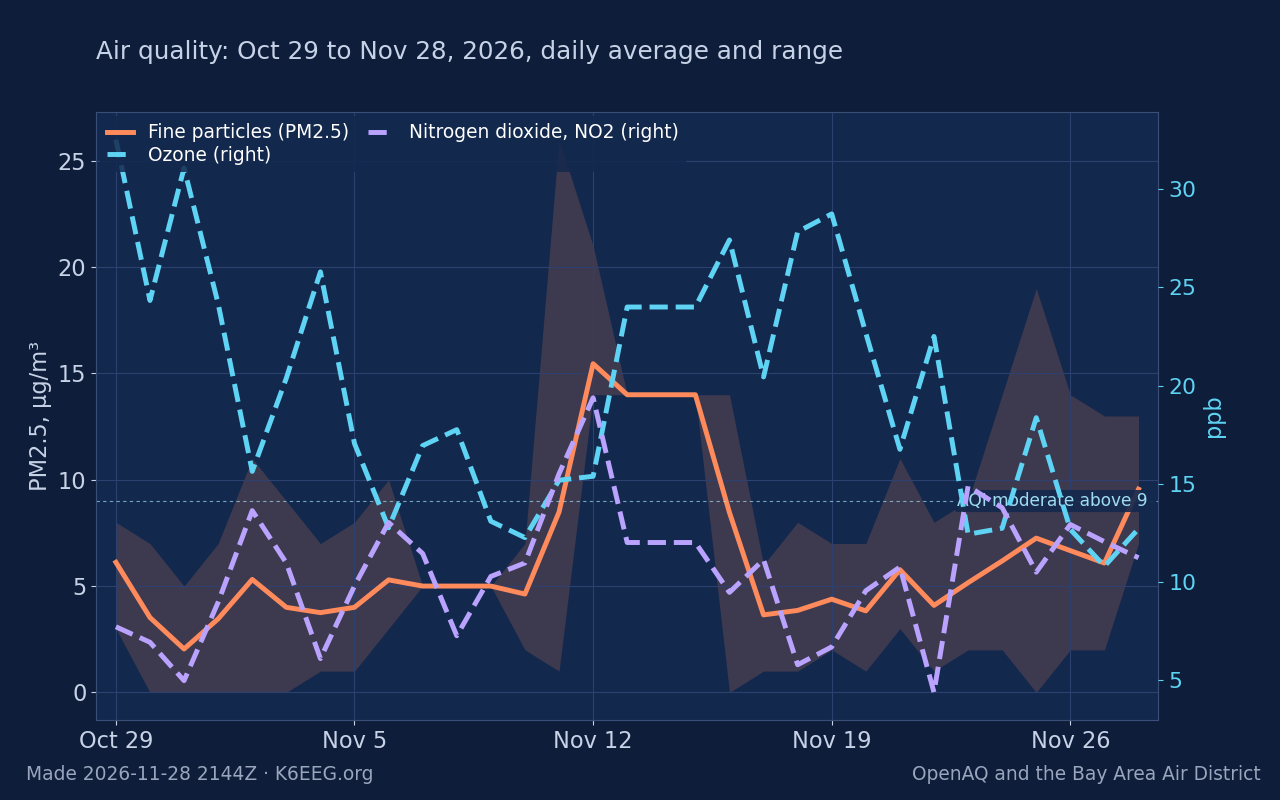 Air quality: Oct 29 to Nov 28, 2026, daily average and range
Fine particles (PM2.5)
Nitrogen dioxide, NO2 (right)
Ozone (right)
25
20
15
10
5
0
PM2.5, µg/m³
30
25
20
15
10
5
ppb
AQI moderate above 9
Oct 29
Nov 5
Nov 12
Nov 19
Nov 26
Made 2026-11-28 2144Z · K6EEG.org
OpenAQ and the Bay Area Air District